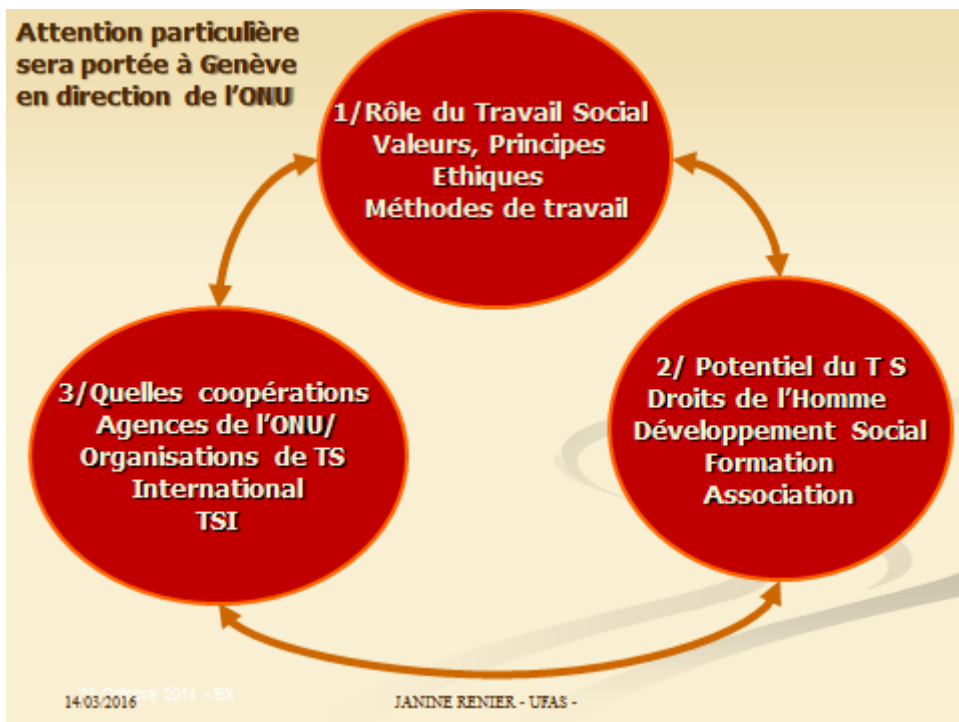 Attention particulière
sera portée à Genève
en direction de l'ONU
1/Rôle du Travail Social
Valeurs, Principes
Ethiques
Méthodes de travail
2/ Potentiel du T S
Droits de l'Homme
Développement Social
Formation
Association
3/Quelles coopérations
Agences de l'ONU/
Organisations de TS
International
TSI
14/03/2016
2014 - BX
JANINE RENIER - UFAS -